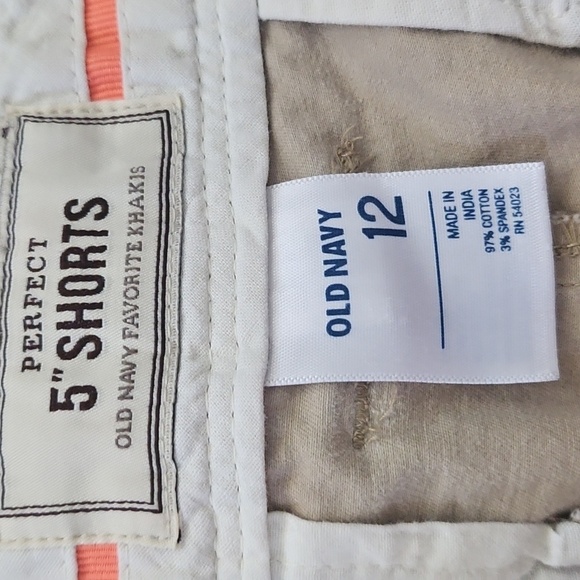 PERFECT
5" SHORTS
OLD NAVY FAVORITE KHAKIS
OLD NAVY
12
MADE IN
INDIA
97% COTTON
3% SPANDEX
RN 54023